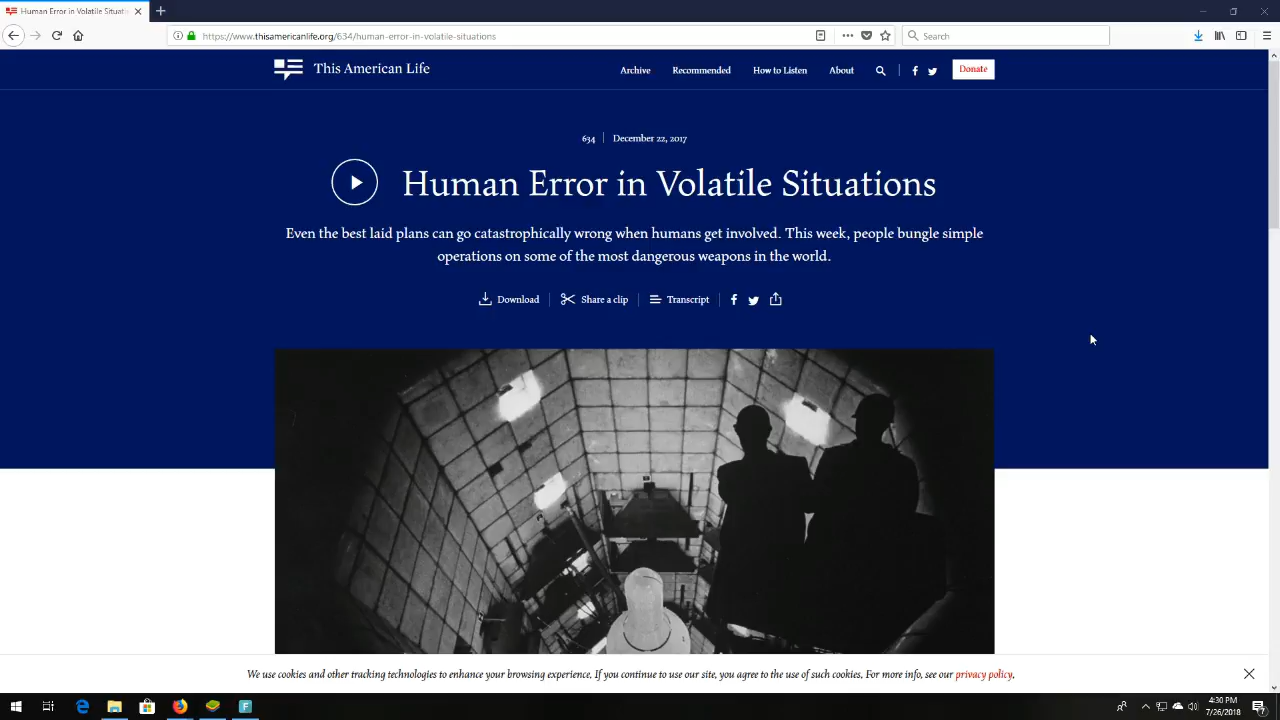 Human Error in Volatile Situat
https://www.thisamericanlife.org/634/human-error-in-volatile-situations
Search
This American Life
Archive
Recommended
How to Listen
About
Donate
634
December 22, 2017
Human Error in Volatile Situations
Even the best laid plans can go catastrophically wrong when humans get involved. This week, people bungle simple
operations on some of the most dangerous weapons in the world.
Download
Share a clip
Transcript
We use cookies and other tracking technologies to enhance your browsing experience. If you continue to use our site, you agree to the use of such cookies. For more info, see our privacy policy.
4:30 PM
7/26/2018